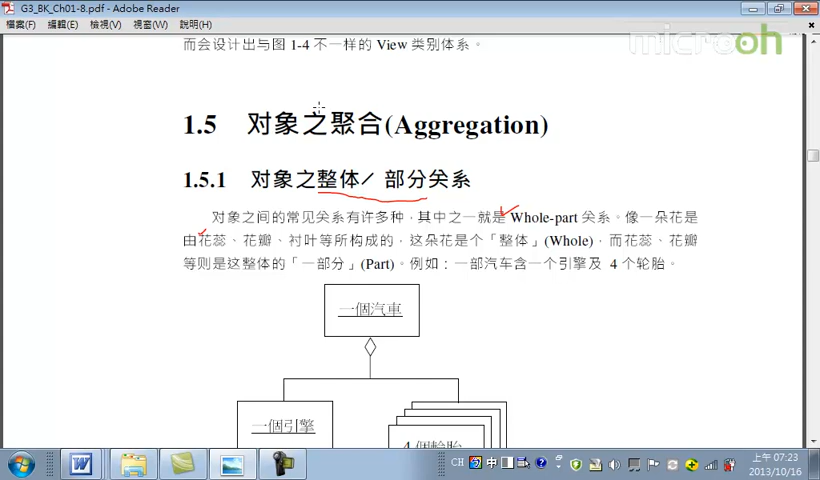 G3_BK_Ch01-8.pdf - Adobe Reader
檔案(F) 編輯(E) 檢視(V) 視窗(W) 說明(H)
microoh
而会设计出与图 1-4 不一样的 View 类别体系。
1.5 对象之聚合(Aggregation)
1.5.1 对象之整体／ 部分关系
对象之间的常见关系有许多种，其中之一就是 Whole-part 关系。像一朵花是
由花蕊、花瓣、衬叶等所构成的，这朵花是个「整体」(Whole)，而花蕊、花瓣
等则是这整体的「一部分」(Part)。例如：一部汽车含一个引擎及 4 个轮胎。
一個汽車
一個引擎
4 個輪胎
CH 中
上午 07:23
2013/10/16